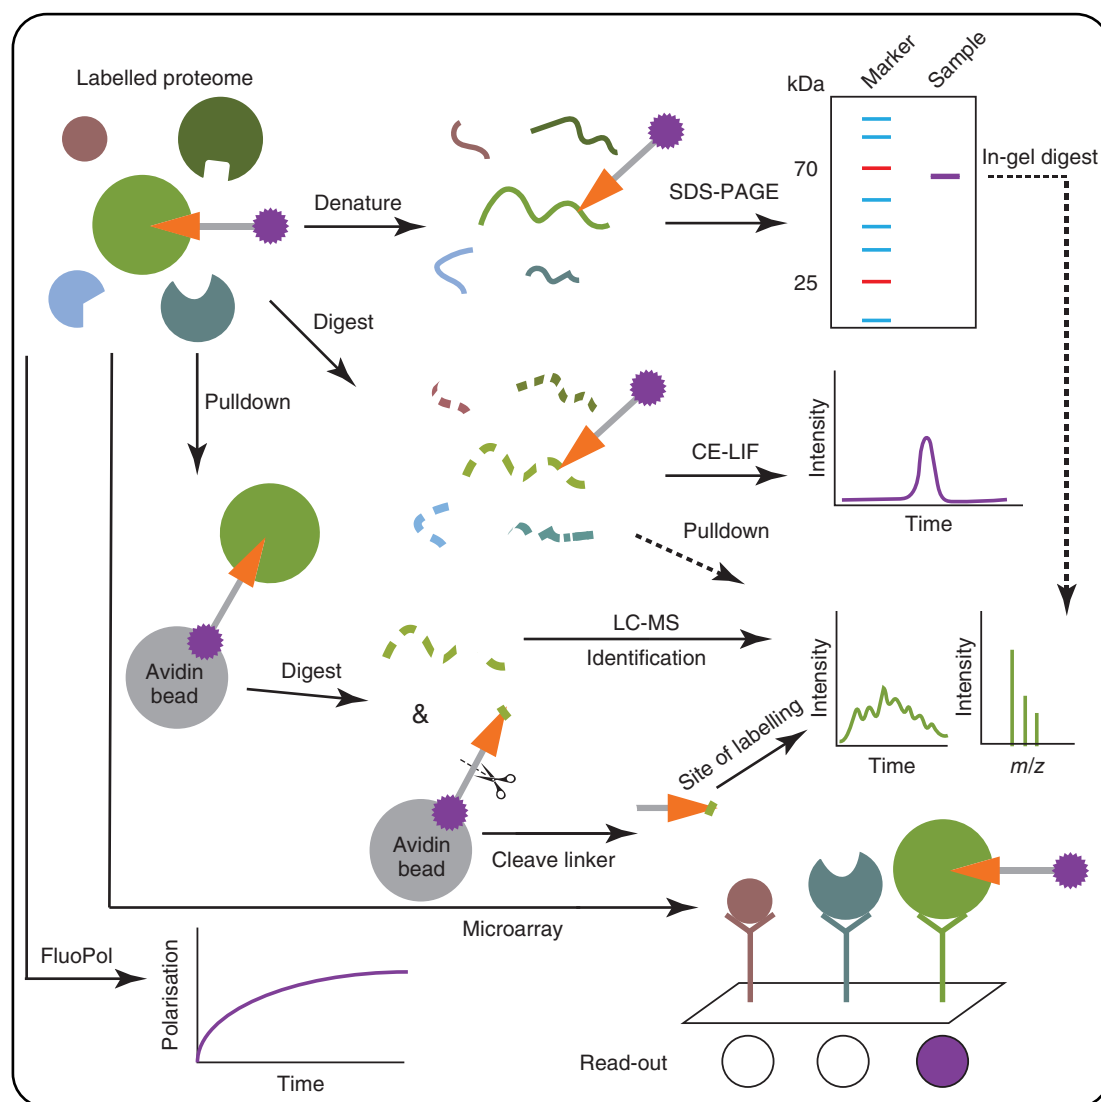 Labelled proteome
kDa
Marker
Sample
Denature
SDS-PAGE
70
In-gel digest
25
Digest
Pulldown
CE-LIF
Intensity
Time
Pulldown
Avidin
bead
Digest
&
LC-MS
Identification
Intensity
Time
Intensity
m/z
Site of labelling
Avidin
bead
Cleave linker
Microarray
FluoPol
Polarisation
Time
Read-out